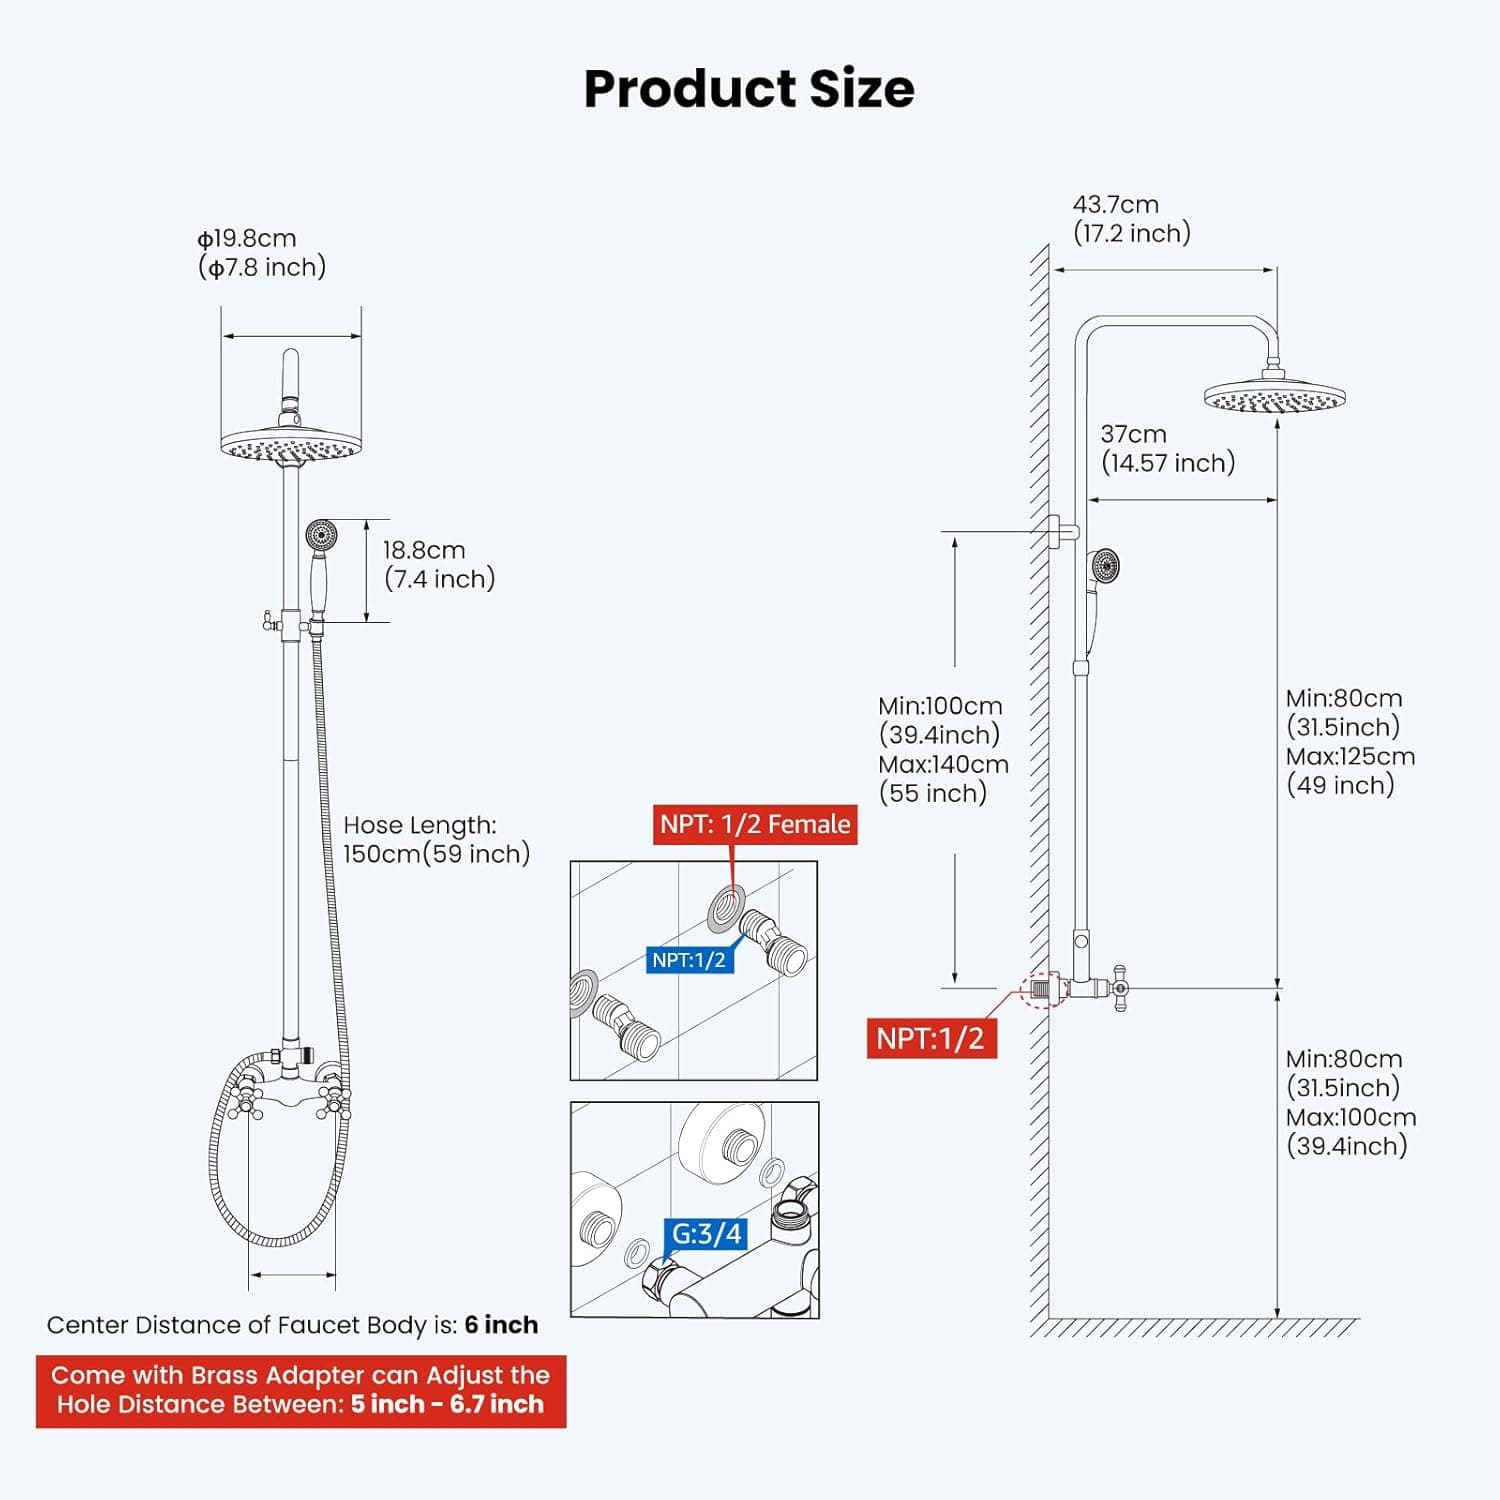 Product Size
ϕ19.8cm
(ϕ7.8 inch)
18.8cm
(7.4 inch)
Hose Length:
150cm(59 inch)
Center Distance of Faucet Body is: 6 inch
Come with Brass Adapter can Adjust the
Hole Distance Between: 5 inch - 6.7 inch
NPT: 1/2 Female
NPT:1/2
G:3/4
43.7cm
(17.2 inch)
37cm
(14.57 inch)
Min:100cm
(39.4inch)
Max:140cm
(55 inch)
Min:80cm
(31.5inch)
Max:125cm
(49 inch)
NPT:1/2
Min:80cm
(31.5inch)
Max:100cm
(39.4inch)